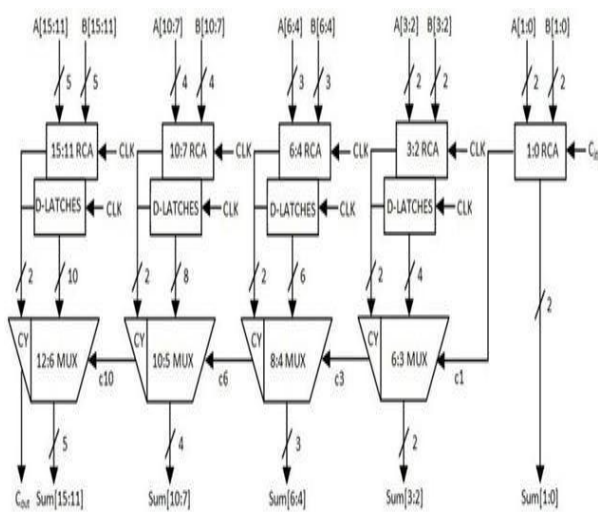 A[15:11] B[15:11] A[10:7] B[10:7] A[6:4] B[6:4] A[3:2] B[3:2] A[1:0] B[1:0]
5 5 4 4 3 3 2 2 2 2
15:11 RCA CLK 10:7 RCA CLK 6:4 RCA CLK 3:2 RCA CLK 1:0 RCA
D-LATCHES CLK D-LATCHES CLK D-LATCHES CLK D-LATCHES CLK
2 10 2 8 2 6 2 4 2
CY 12:6 MUX c10 CY 10:5 MUX c6 CY 8:4 MUX c3 6:3 MUX c1
5 4 3 2
Cout Sum[15:11] Sum[10:7] Sum[6:4] Sum[3:2] Sum[1:0]